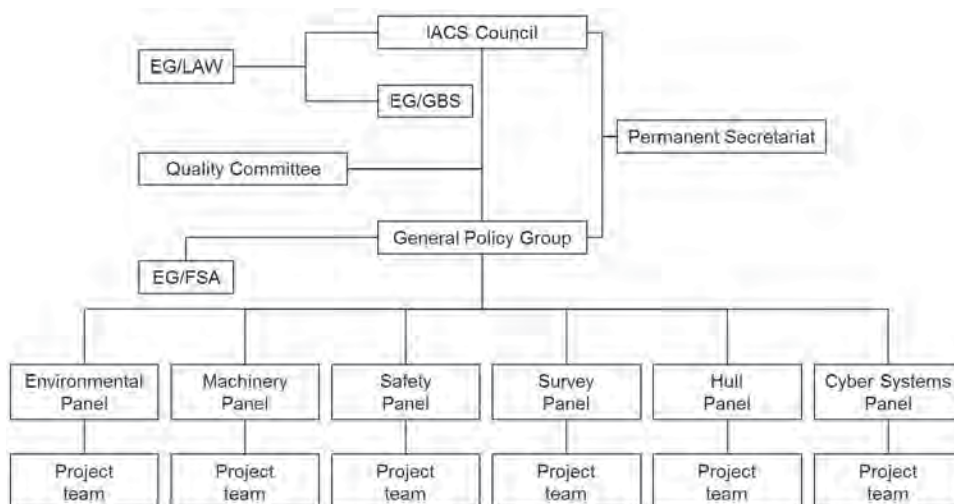 IACS Council
EG/LAW
EG/GBS
Permanent Secretariat
Quality Committee
General Policy Group
EG/FSA
Environmental
Panel
Machinery
Panel
Safety
Panel
Survey
Panel
Hull
Panel
Cyber Systems
Panel
Project
team
Project
team
Project
team
Project
team
Project
team
Project
team